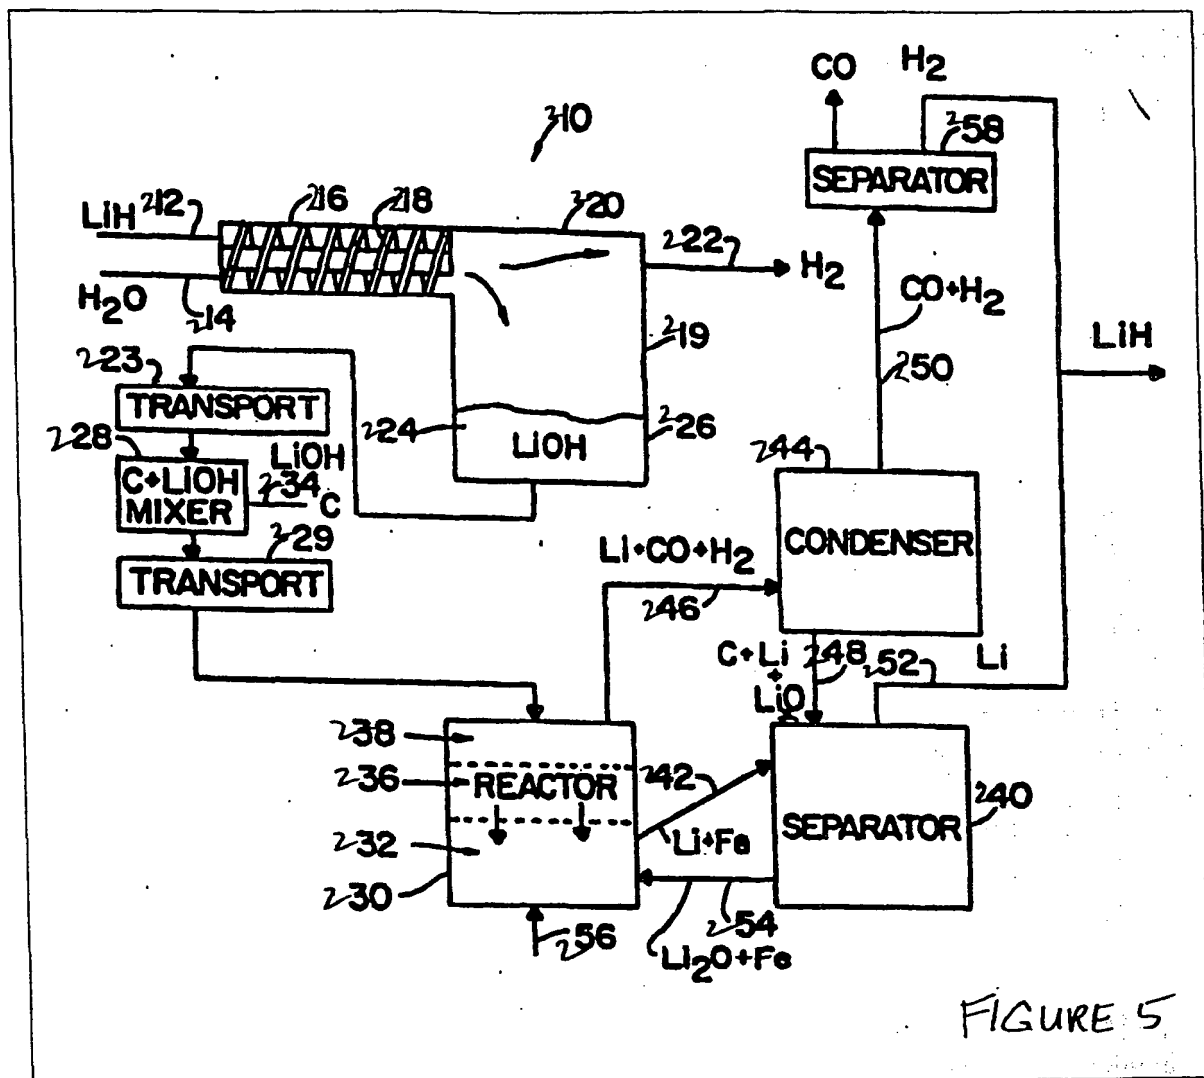 CO
H2
258
SEPARATOR
210
LiH
212
216
218
220
222
H2
H2O
214
CO+H2
219
LiH
250
223
TRANSPORT
224
LiOH
226
228
LiOH
C+LiOH
MIXER
234
C
244
CONDENSER
229
TRANSPORT
Li+CO+H2
246
C+Li
+
LiO
248
252
Li
238
236
REACTOR
242
240
SEPARATOR
232
Li+Fe
230
254
256
Li2O+Fe
FIGURE 5